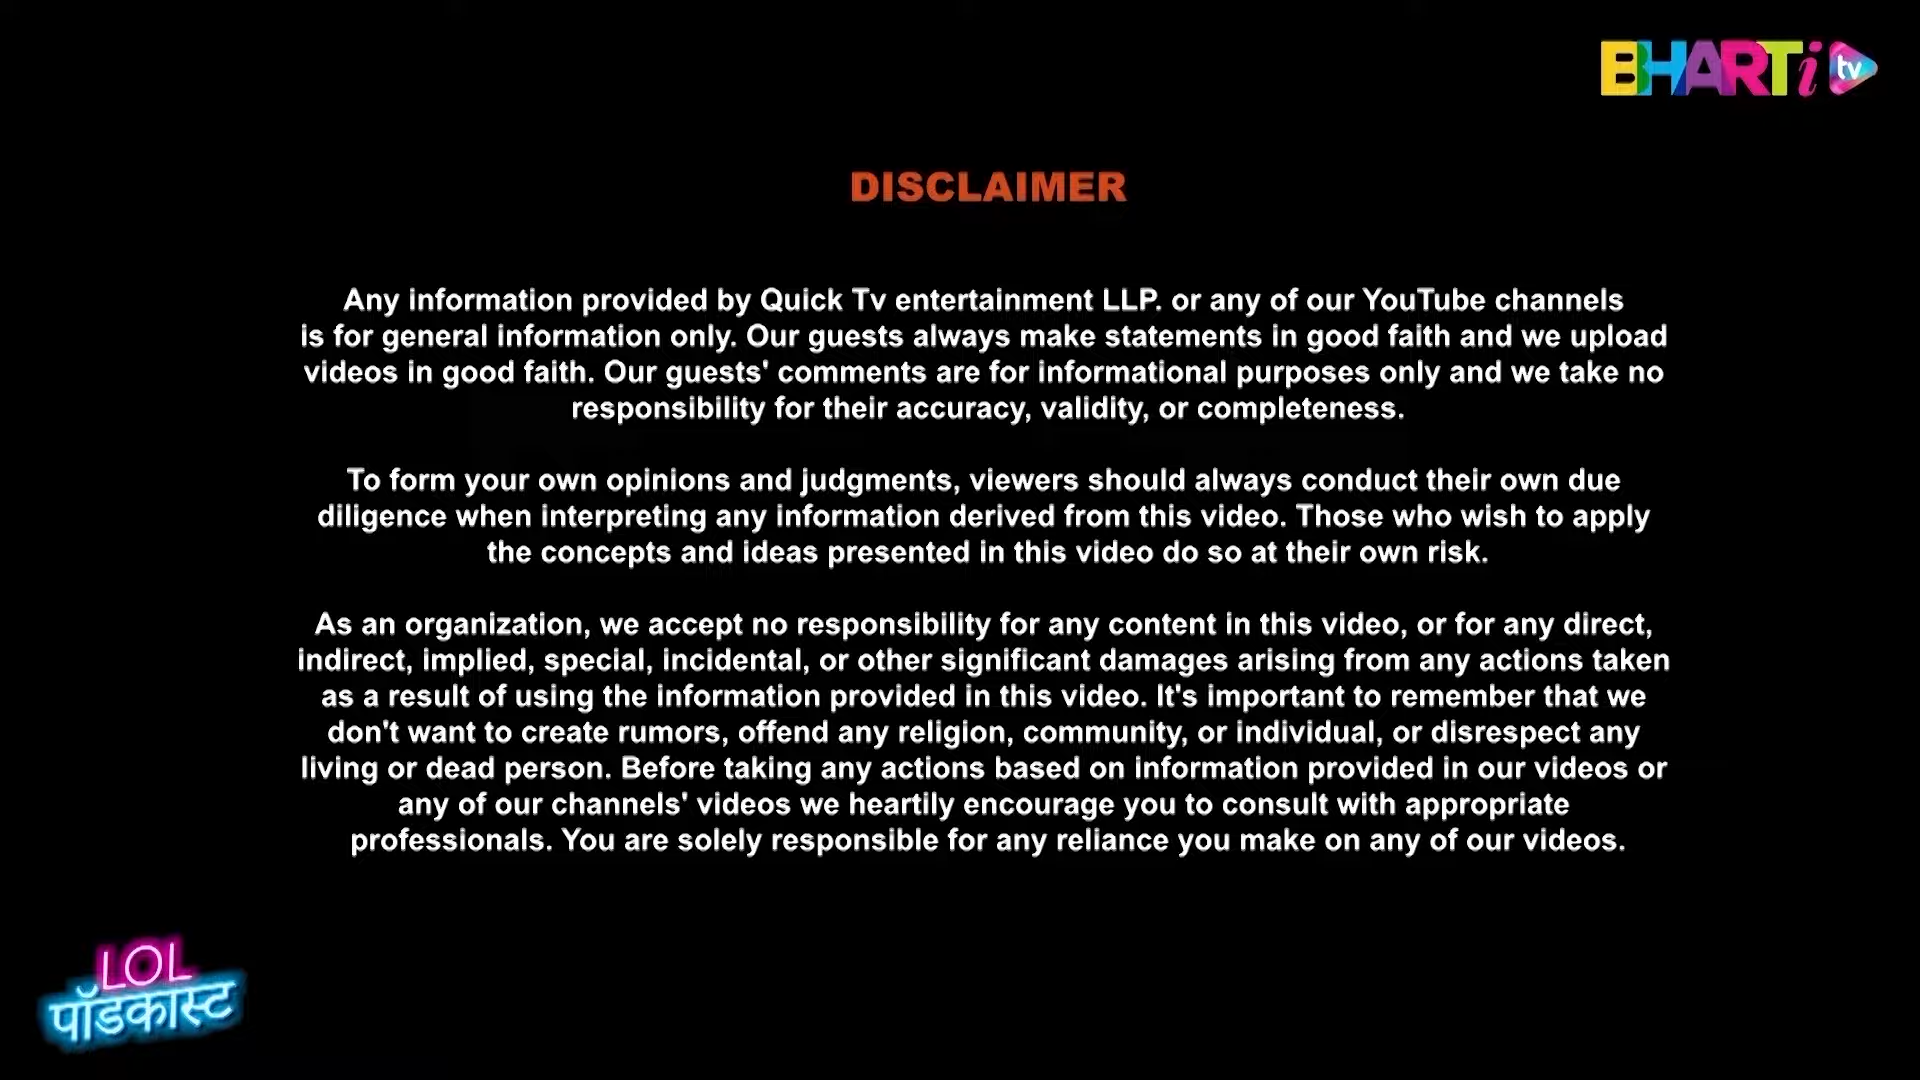 BHARTi tv
DISCLAIMER
Any information provided by Quick Tv entertainment LLP. or any of our YouTube channels
is for general information only. Our guests always make statements in good faith and we upload
videos in good faith. Our guests' comments are for informational purposes only and we take no
responsibility for their accuracy, validity, or completeness.
To form your own opinions and judgments, viewers should always conduct their own due
diligence when interpreting any information derived from this video. Those who wish to apply
the concepts and ideas presented in this video do so at their own risk.
As an organization, we accept no responsibility for any content in this video, or for any direct,
indirect, implied, special, incidental, or other significant damages arising from any actions taken
as a result of using the information provided in this video. It's important to remember that we
don't want to create rumors, offend any religion, community, or individual, or disrespect any
living or dead person. Before taking any actions based on information provided in our videos or
any of our channels' videos we heartily encourage you to consult with appropriate
professionals. You are solely responsible for any reliance you make on any of our videos.
LOL
पॉडकास्ट